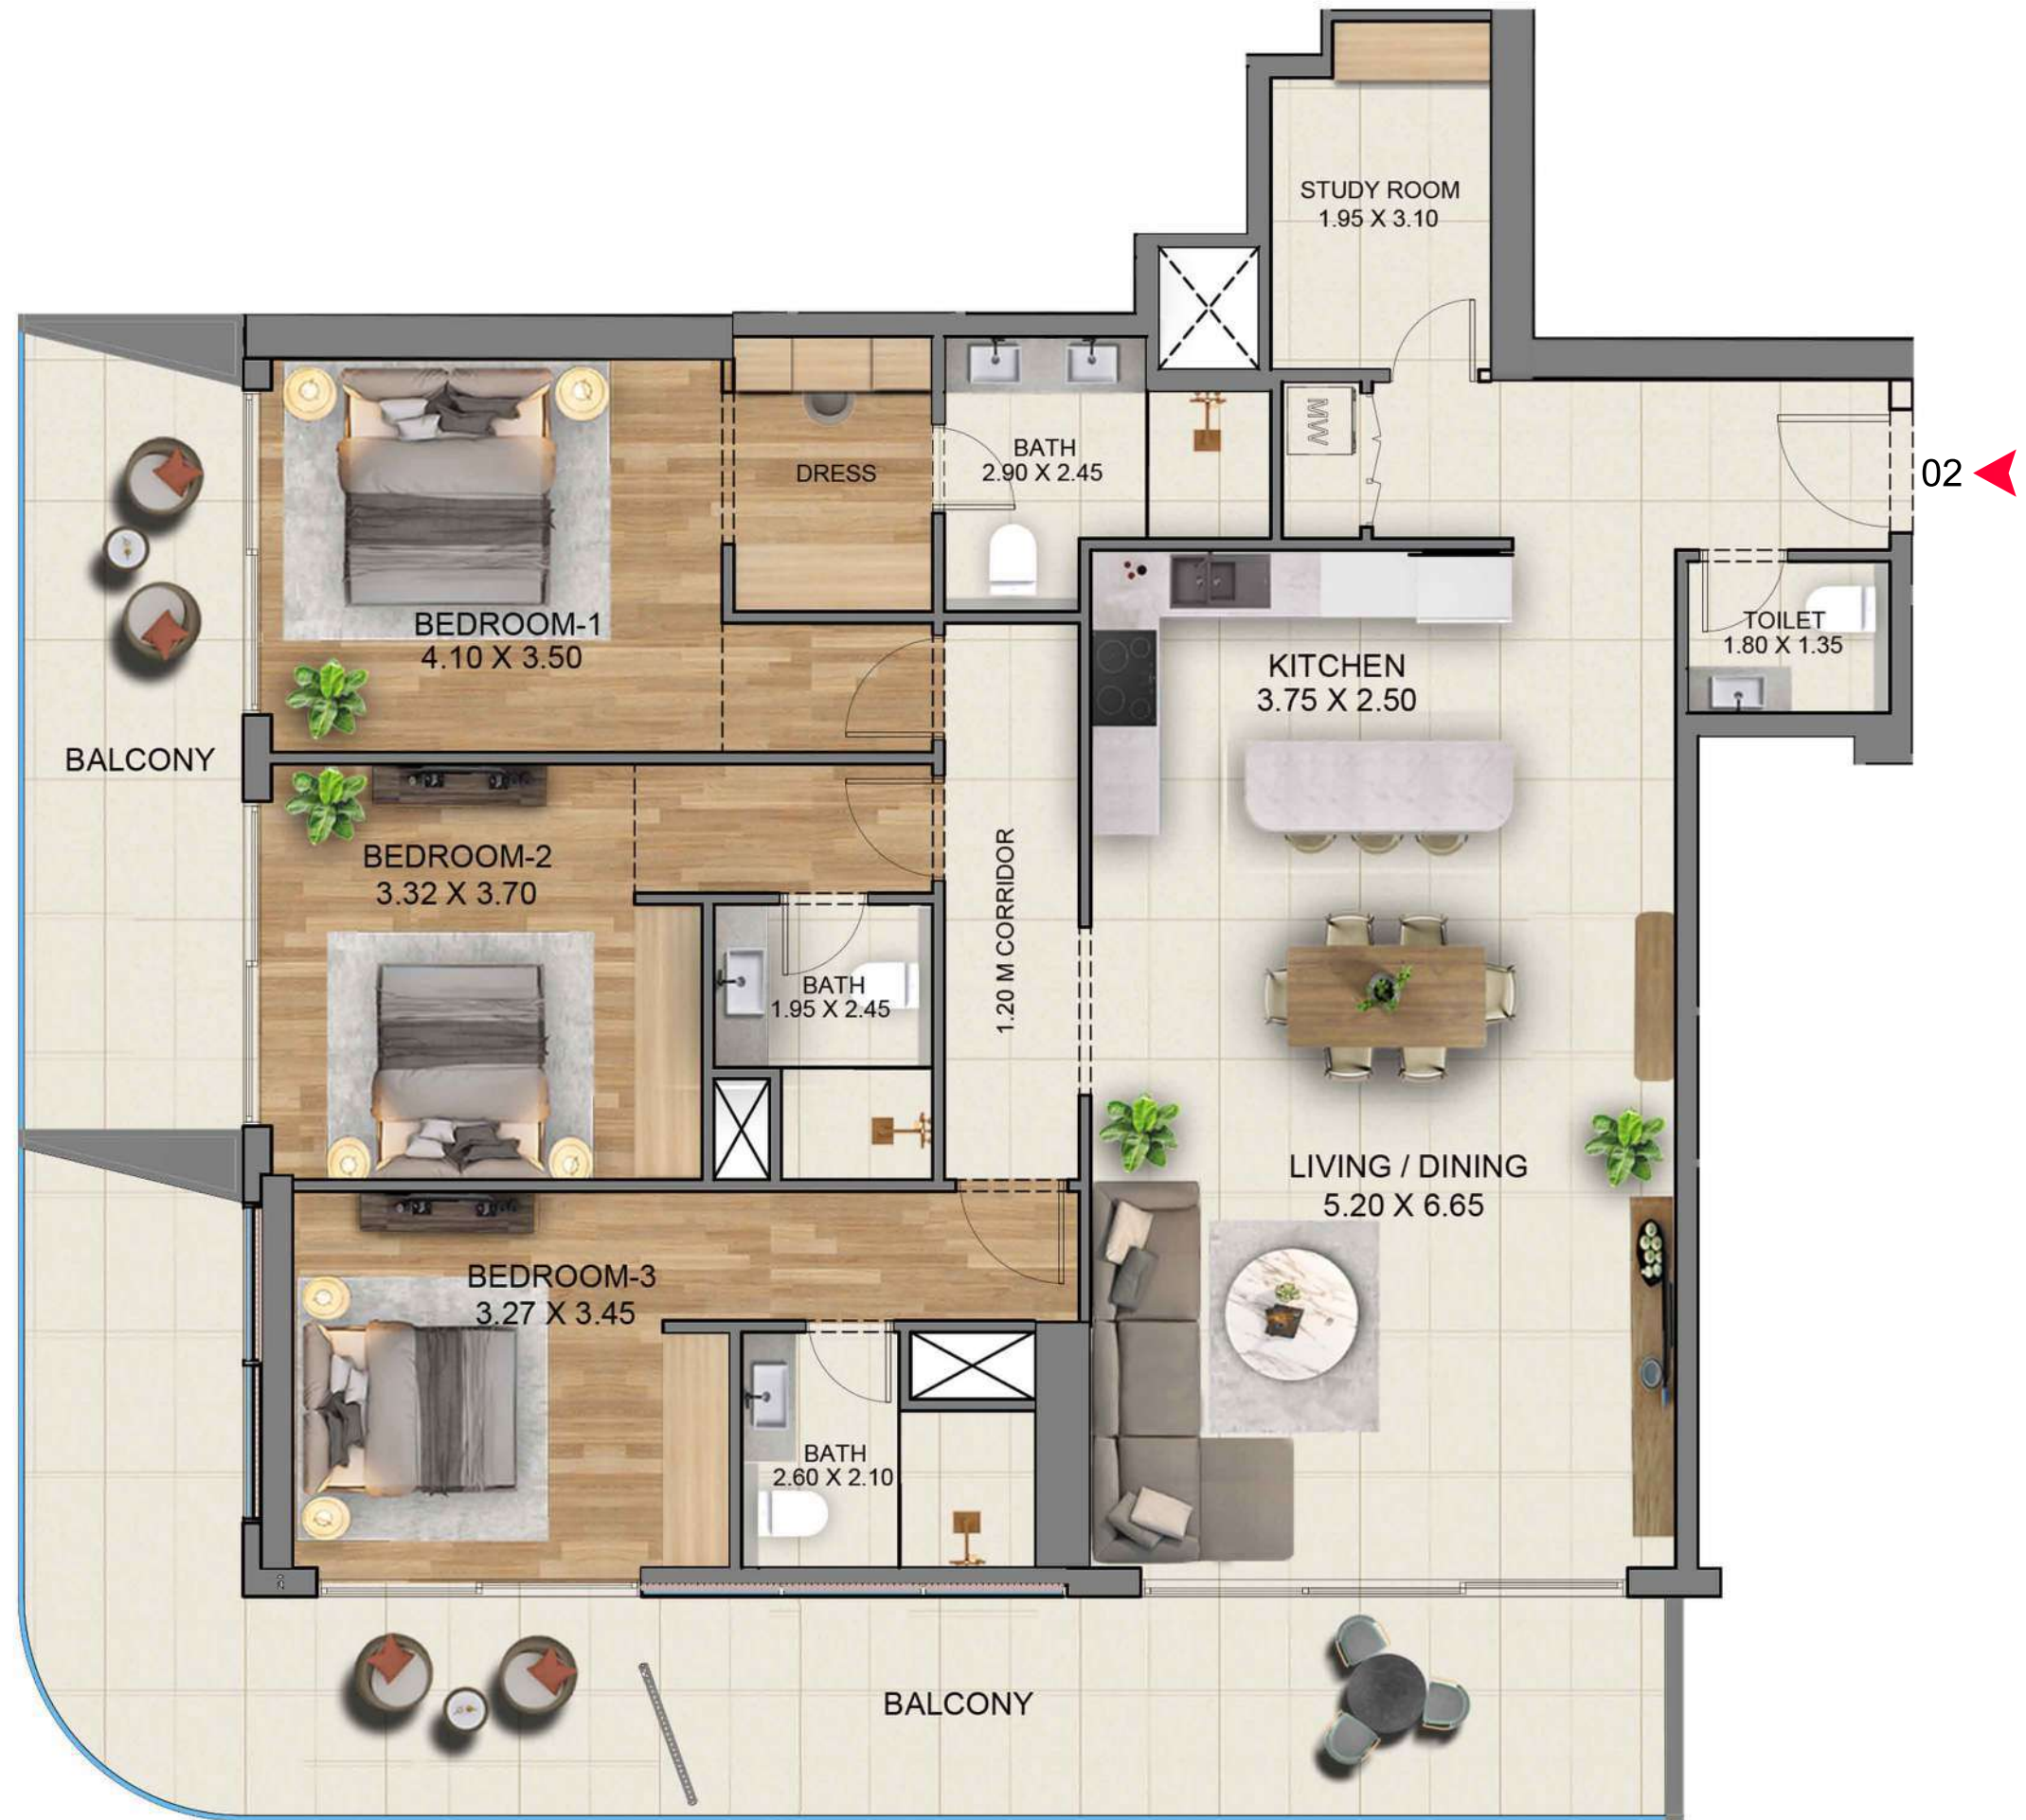 STUDY ROOM
1.95 X 3.10
MW
02
BATH
2.90 X 2.45
DRESS
TOILET
1.80 X 1.35
BEDROOM-1
4.10 X 3.50
KITCHEN
3.75 X 2.50
BALCONY
BEDROOM-2
3.32 X 3.70
1.20 M CORRIDOR
BATH
1.95 X 2.45
LIVING / DINING
5.20 X 6.65
BEDROOM-3
3.27 X 3.45
BATH
2.60 X 2.10
BALCONY